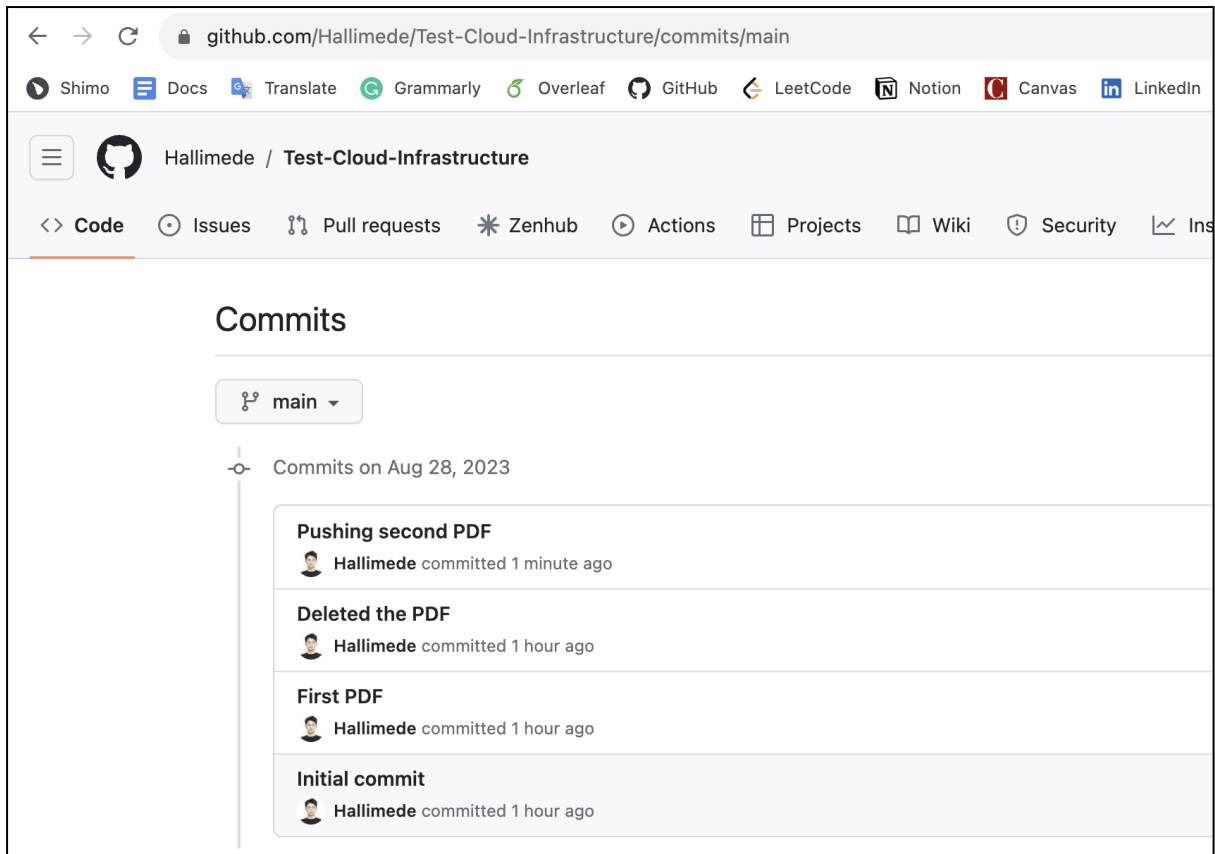 github.com/Hallimede/Test-Cloud-Infrastructure/commits/main
Shimo Docs Translate Grammarly Overleaf GitHub LeetCode Notion Canvas LinkedIn
Hallimede / Test-Cloud-Infrastructure
Code Issues Pull requests Zenhub Actions Projects Wiki Security Ins
Commits
main
Commits on Aug 28, 2023
Pushing second PDF
Hallimede committed 1 minute ago
Deleted the PDF
Hallimede committed 1 hour ago
First PDF
Hallimede committed 1 hour ago
Initial commit
Hallimede committed 1 hour ago